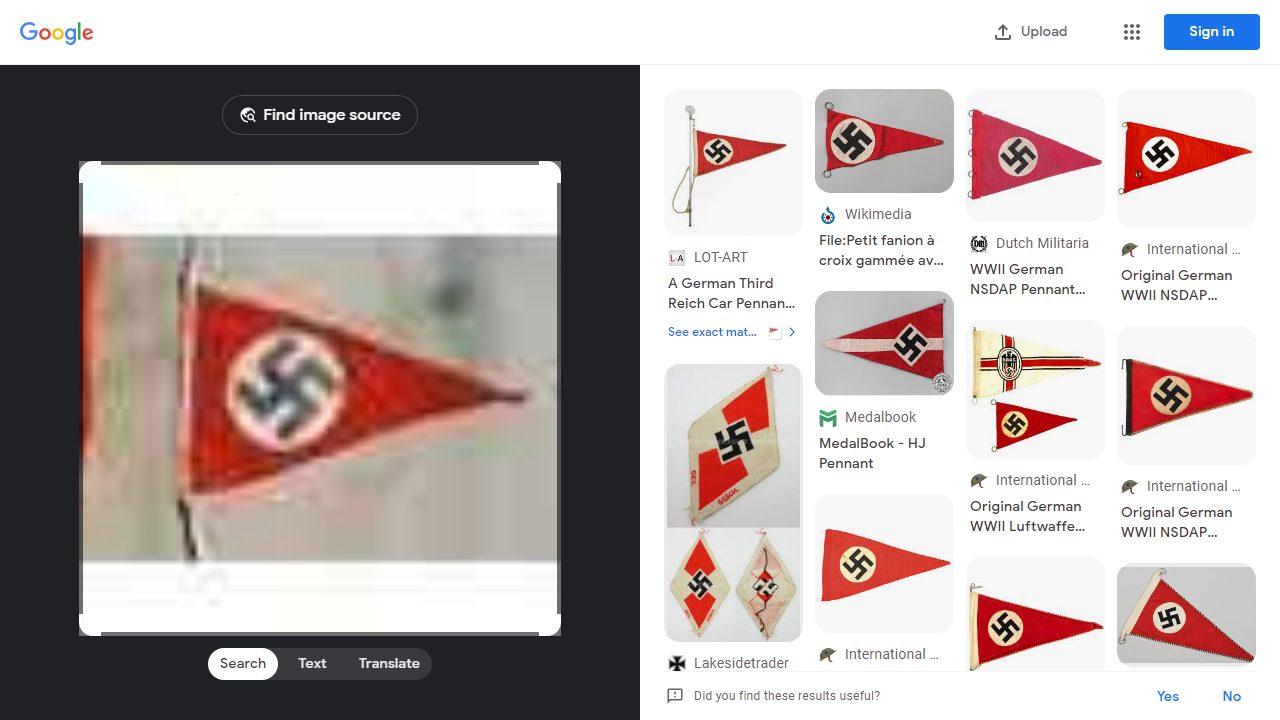 Google
Upload
Sign in
Find image source
Search
Text
Translate
LOT-ART
A German Third
Reich Car Pennan...
See exact mat...
Lakesidetrader
Wikimedia
File:Petit fanion à
croix gammée av...
Medalbook
MedalBook - HJ
Pennant
International ...
Dutch Militaria
WWII German
NSDAP Pennant...
International ...
Original German
WWII Luftwaffe...
International ...
Original German
WWII NSDAP...
International ...
Original German
WWII NSDAP...
Did you find these results useful?
Yes
No